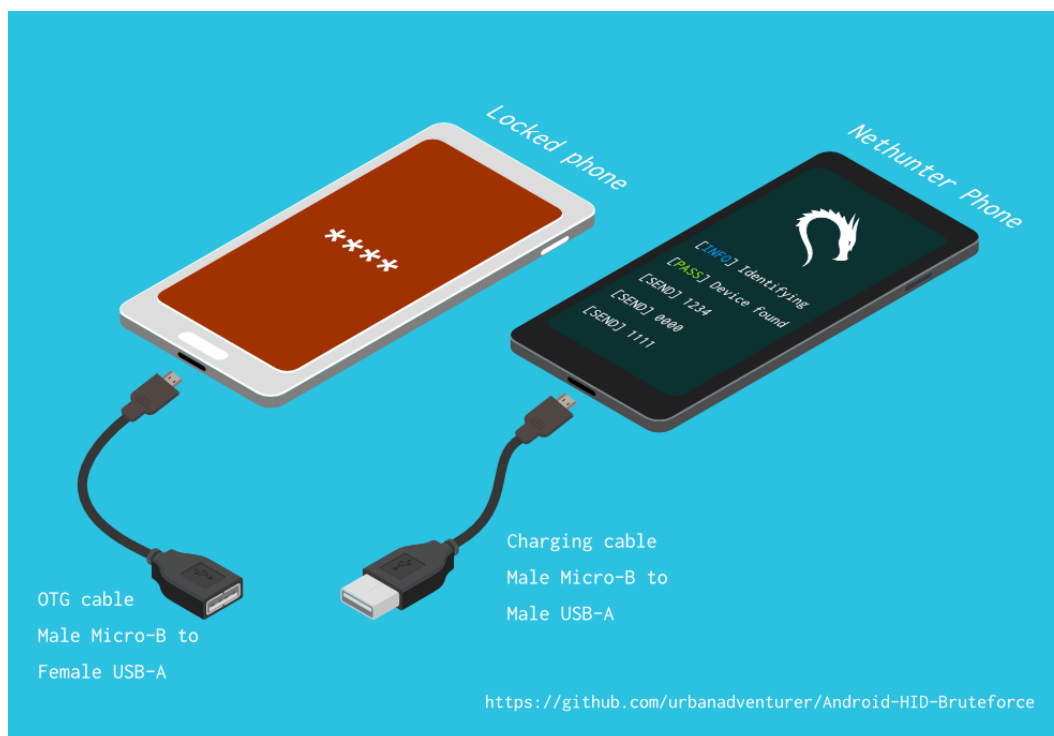 Locked phone
Nethunter Phone
****
[INFO] Identifying
[PASS] Device found
[SEND] 1234
[SEND] 0000
[SEND] 1111
OTG cable
Male Micro-B to
Female USB-A
Charging cable
Male Micro-B to
Male USB-A
https://github.com/urbanadventurer/Android-HID-Bruteforce